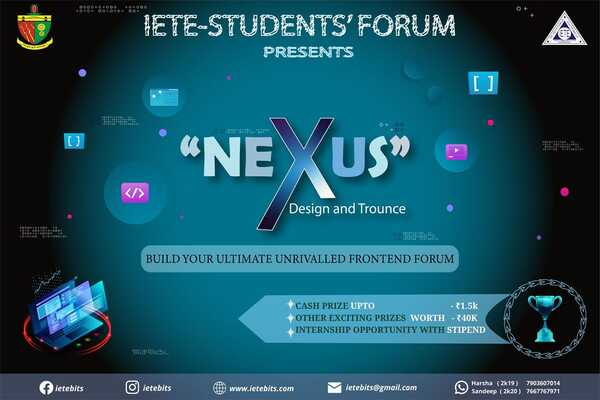 IETE-STUDENTS' FORUM
PRESENTS
"NEXUS"
Design and Trounce
BUILD YOUR ULTIMATE UNRIVALLED FRONTEND FORUM
CASH PRIZE UPTO - ₹1.5k
OTHER EXCITING PRIZES WORTH - ₹40K
INTERNSHIP OPPORTUNITY WITH STIPEND
ietebits
ietebits
www.ietebits.com
ietebits@gmail.com
Harsha ( 2k19) 7903607014
Sandeep ( 2k20 ) 7667767971